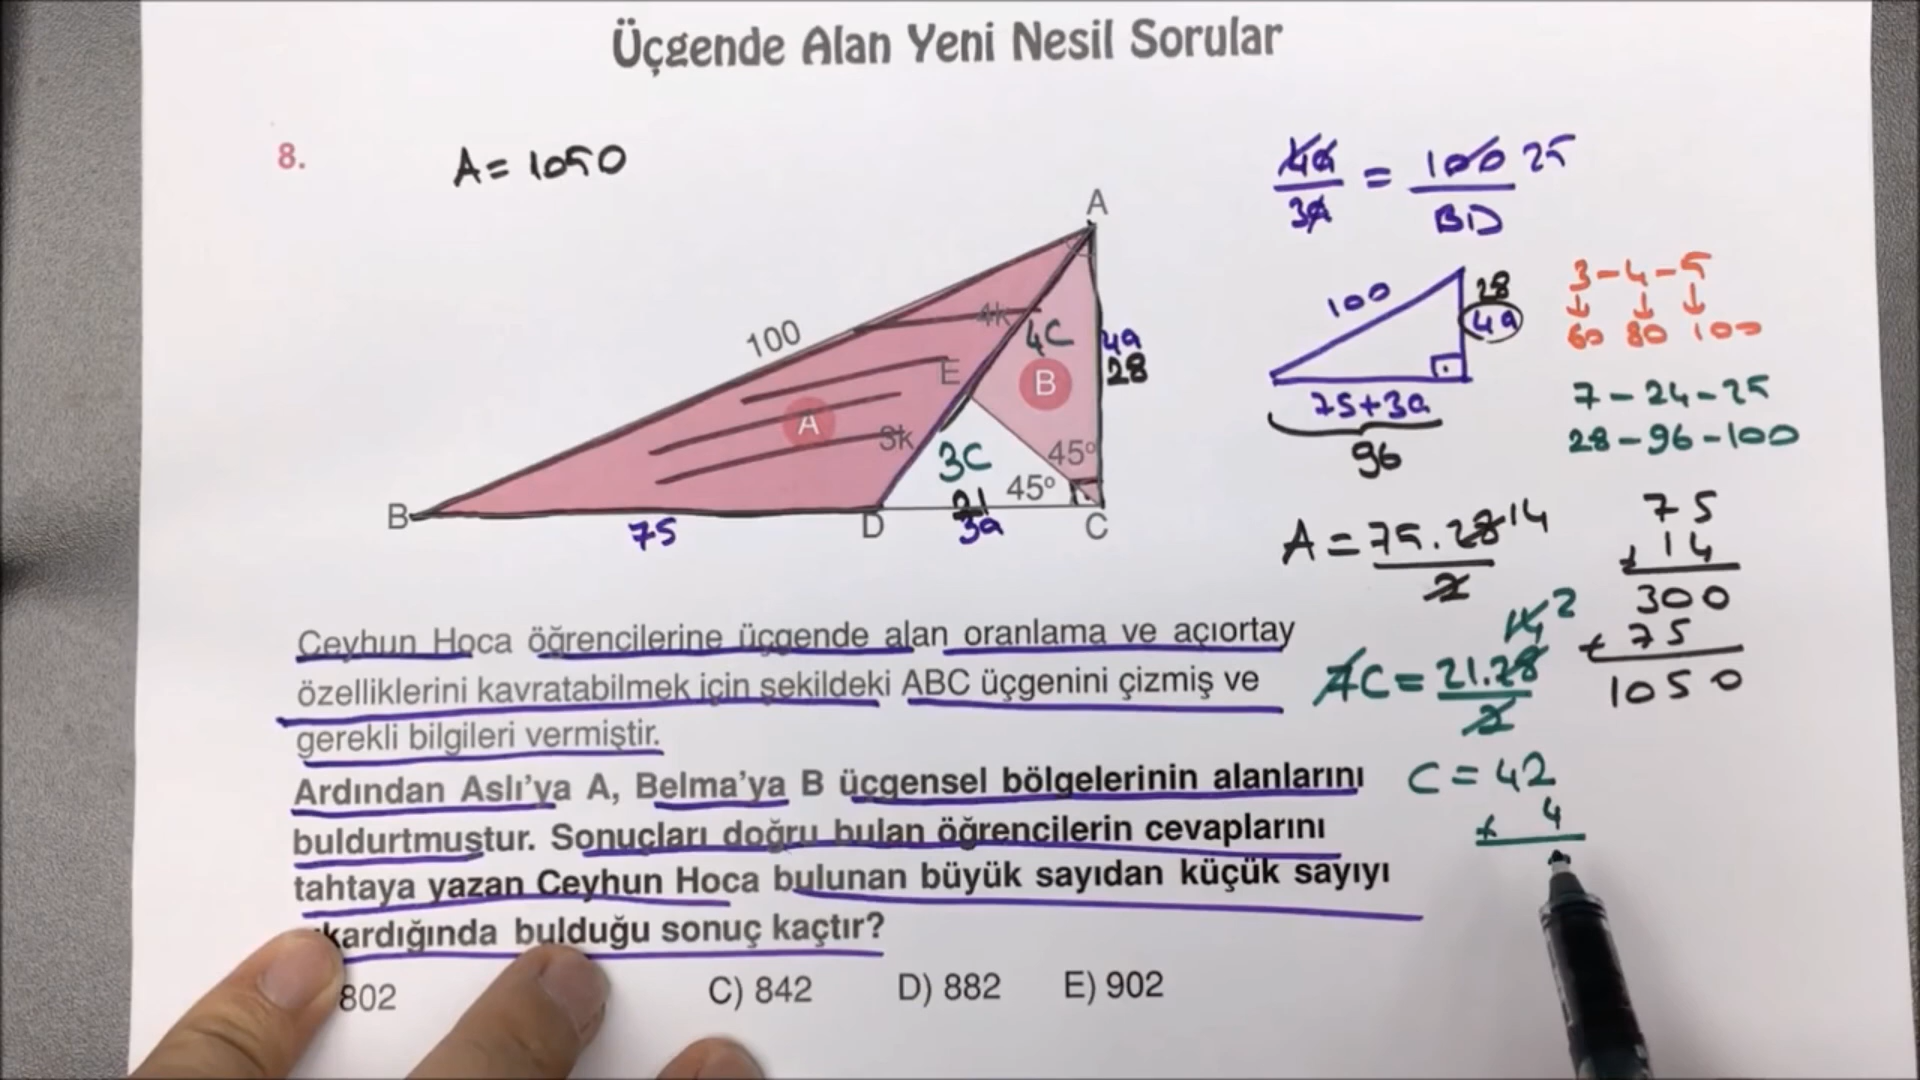 Üçgende Alan Yeni Nesil Sorular
8.
A = 1050
A
100
4k
4C
4a
28
E
B
A
3k
3C
45°
45°
21
B
75
D
3a
C
4a/3a = 100/BD 25
100
28
4a
75+3a
96
3-4-5
60 80 100
7-24-25
28-96-100
A = 75.28/2 14
75
x 14
300
+ 75
1050
7C = 21.28/2 14 2
C = 42
x 4
Ceyhun Hoca öğrencilerine üçgende alan oranlama ve açıortay
özelliklerini kavratabilmek için şekildeki ABC üçgenini çizmiş ve
gerekli bilgileri vermiştir.
Ardından Aslı'ya A, Belma'ya B üçgensel bölgelerinin alanlarını
buldurtmuştur. Sonuçları doğru bulan öğrencilerin cevaplarını
tahtaya yazan Ceyhun Hoca bulunan büyük sayıdan küçük sayıyı
kardığında bulduğu sonuç kaçtır?
802 C) 842 D) 882 E) 902